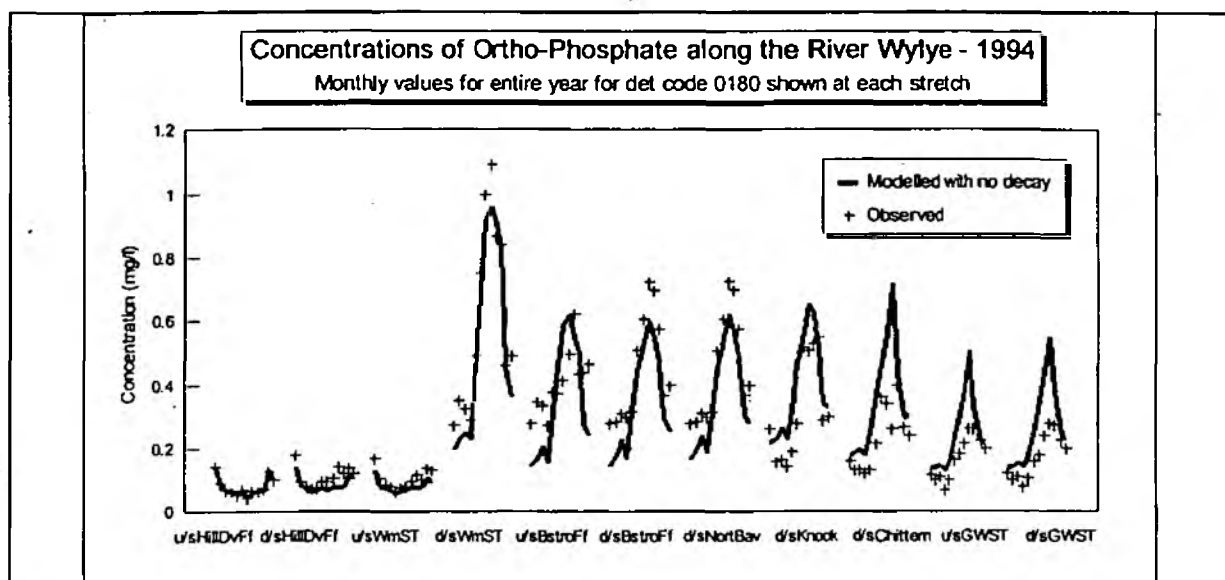 Concentrations of Ortho-Phosphate along the River Wylye - 1994
Monthly values for entire year for det code 0180 shown at each stretch
1.2
1
0.8
0.6
0.4
0.2
0
Concentration (mg/l)
Modelled with no decay
+ Observed
u/sHillDvFf d/sHillDvFf u/sWmST d/sWmST u/sBstroFf d/sBstroFf d/sNortBav d/sKnook d/sChittern u/sGWST d/sGWST